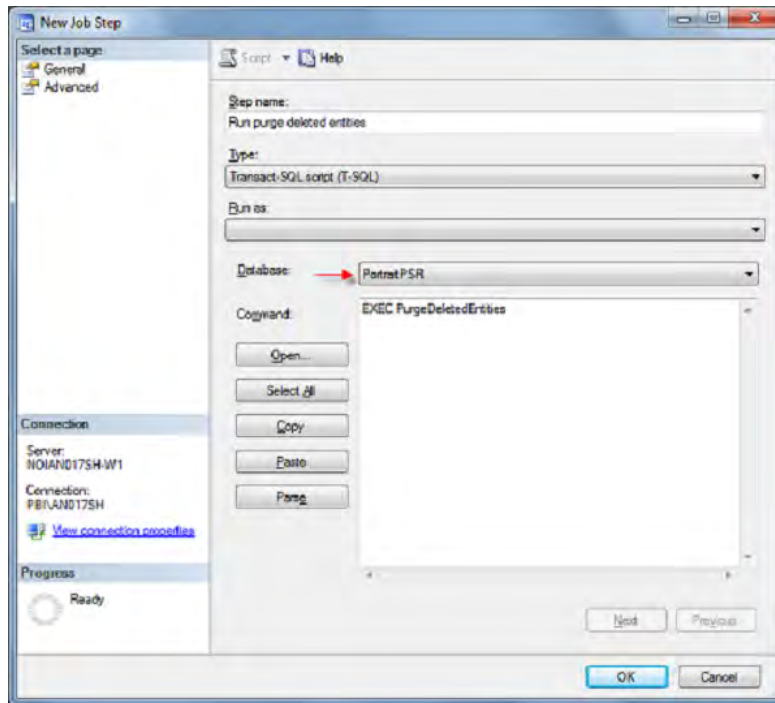 New Job Step
Select a page
General
Advanced
Script
Help
Step name:
Run purge deleted entities
Type:
Transact-SQL script (T-SQL)
Run as:
Database:
PortraitPSR
Command:
EXEC PurgeDeletedEntities
Open...
Select All
Copy
Paste
Parse
Connection
Server:
NOIAN017SH-W1
Connection:
PBI\AN017SH
View connection properties
Progress
Ready
Next
Previous
OK
Cancel